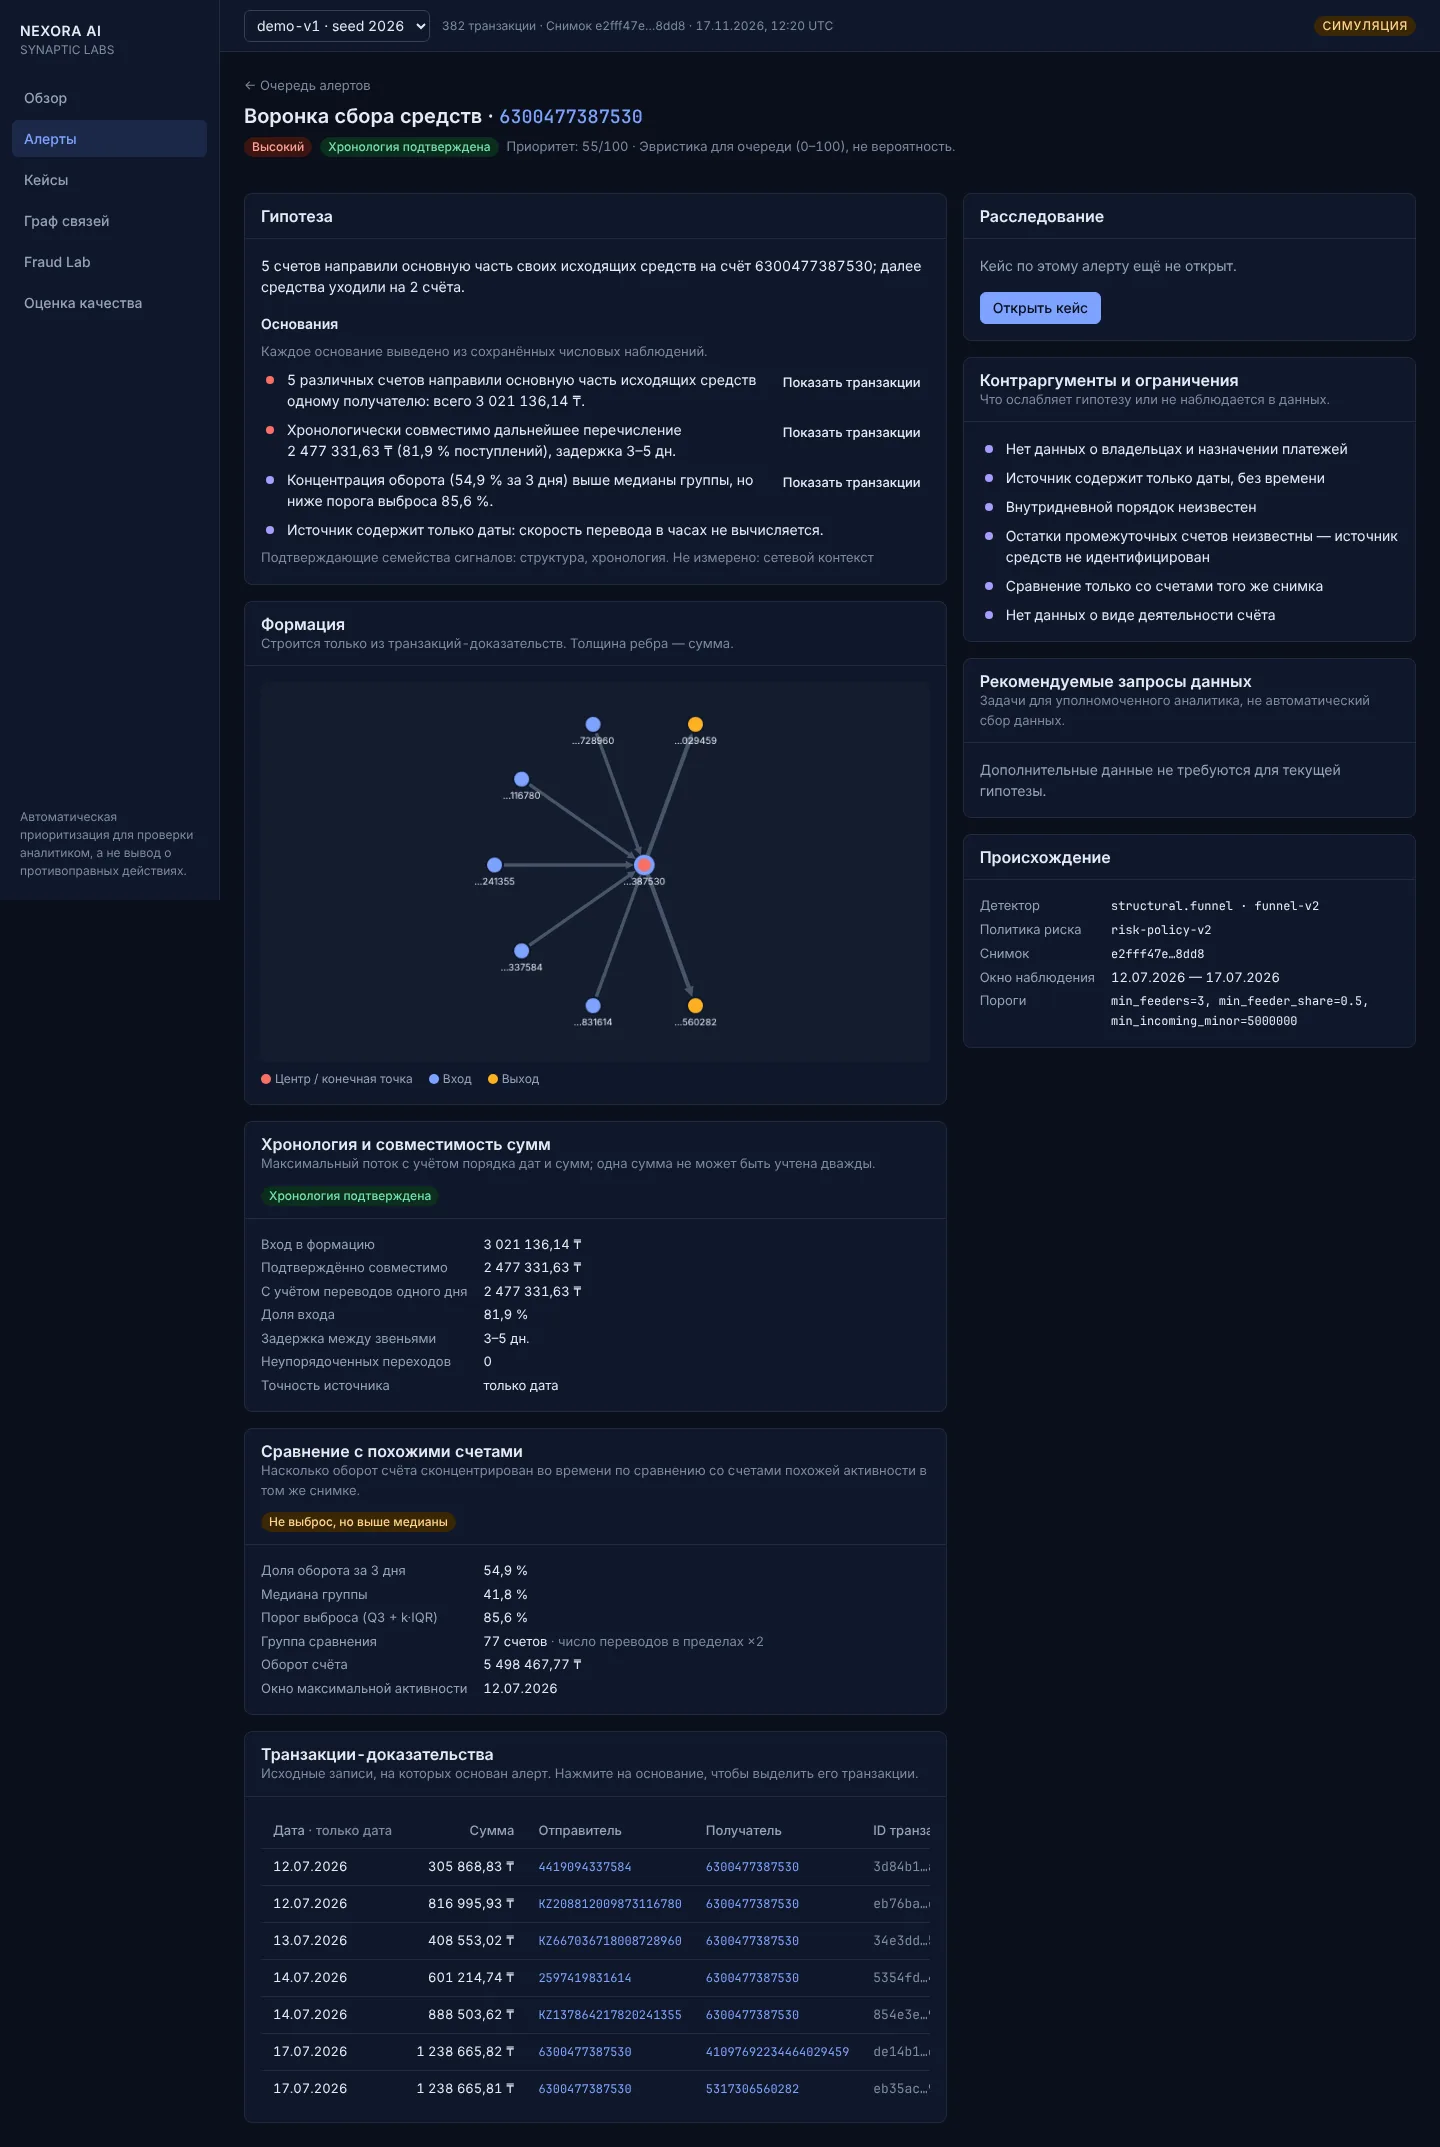 NEXORA AI
SYNAPTIC LABS
Обзор
Алерты
Кейсы
Граф связей
Fraud Lab
Оценка качества
Автоматическая
приоритизация для проверки
аналитиком, а не вывод о
противоправных действиях.
demo-v1 · seed 2026
382 транзакции · Снимок e2fff47e…8dd8 · 17.11.2026, 12:20 UTC
СИМУЛЯЦИЯ
← Очередь алертов
Воронка сбора средств · 6300477387530
Высокий
Хронология подтверждена
Приоритет: 55/100 · Эвристика для очереди (0–100), не вероятность.
Гипотеза
5 счетов направили основную часть своих исходящих средств на счёт 6300477387530; далее
средства уходили на 2 счёта.
Основания
Каждое основание выведено из сохранённых числовых наблюдений.
5 различных счетов направили основную часть исходящих средств
одному получателю: всего 3 021 136,14 ₸.
Показать транзакции
Хронологически совместимо дальнейшее перечисление
2 477 331,63 ₸ (81,9 % поступлений), задержка 3–5 дн.
Показать транзакции
Концентрация оборота (54,9 % за 3 дня) выше медианы группы, но
ниже порога выброса 85,6 %.
Показать транзакции
Источник содержит только даты: скорость перевода в часах не вычисляется.
Подтверждающие семейства сигналов: структура, хронология. Не измерено: сетевой контекст
Формация
Строится только из транзакций-доказательств. Толщина ребра — сумма.
…728960
…029459
…116780
…241355
…387530
…337584
…831614
…560282
Центр / конечная точка
Вход
Выход
Хронология и совместимость сумм
Максимальный поток с учётом порядка дат и сумм; одна сумма не может быть учтена дважды.
Хронология подтверждена
Вход в формацию 3 021 136,14 ₸
Подтверждённо совместимо 2 477 331,63 ₸
С учётом переводов одного дня 2 477 331,63 ₸
Доля входа 81,9 %
Задержка между звеньями 3–5 дн.
Неупорядоченных переходов 0
Точность источника только дата
Сравнение с похожими счетами
Насколько оборот счёта сконцентрирован во времени по сравнению со счетами похожей активности в
том же снимке.
Не выброс, но выше медианы
Доля оборота за 3 дня 54,9 %
Медиана группы 41,8 %
Порог выброса (Q3 + k·IQR) 85,6 %
Группа сравнения 77 счетов · число переводов в пределах ×2
Оборот счёта 5 498 467,77 ₸
Окно максимальной активности 12.07.2026
Транзакции-доказательства
Исходные записи, на которых основан алерт. Нажмите на основание, чтобы выделить его транзакции.
Дата · только дата Сумма Отправитель Получатель ID транз
12.07.2026 305 868,83 ₸ 4419094337584 6300477387530 3d84b1…
12.07.2026 816 995,93 ₸ KZ208812009873116780 6300477387530 eb76ba…
13.07.2026 408 553,02 ₸ KZ667036718008728960 6300477387530 34e3dd…
14.07.2026 601 214,74 ₸ 2597419831614 6300477387530 5354fd…
14.07.2026 888 503,62 ₸ KZ137864217820241355 6300477387530 854e3e…
17.07.2026 1 238 665,82 ₸ 6300477387530 41097692234464029459 de14b1…
17.07.2026 1 238 665,81 ₸ 6300477387530 5317306560282 eb35ac…
Расследование
Кейс по этому алерту ещё не открыт.
Открыть кейс
Контраргументы и ограничения
Что ослабляет гипотезу или не наблюдается в данных.
Нет данных о владельцах и назначении платежей
Источник содержит только даты, без времени
Внутридневной порядок неизвестен
Остатки промежуточных счетов неизвестны — источник
средств не идентифицирован
Сравнение только со счетами того же снимка
Нет данных о виде деятельности счёта
Рекомендуемые запросы данных
Задачи для уполномоченного аналитика, не автоматический
сбор данных.
Дополнительные данные не требуются для текущей
гипотезы.
Происхождение
Детектор structural.funnel · funnel-v2
Политика риска risk-policy-v2
Снимок e2fff47e…8dd8
Окно наблюдения 12.07.2026 — 17.07.2026
Пороги min_feeders=3, min_feeder_share=0.5,
min_incoming_minor=5000000